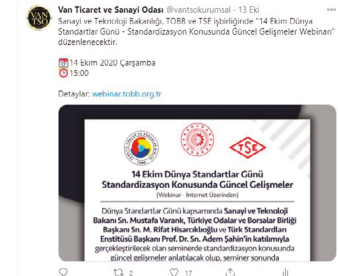 Van Ticaret ve Sanayi Odası @vantsokurumsal · 13 Eki
Sanayi ve Teknoloji Bakanlığı, TOBB ve TSE işbirliğinde "14 Ekim Dünya
Standartlar Günü - Standardizasyon Konusunda Güncel Gelişmeler Webinarı"
düzenlenecektir.
14 Ekim 2020 Çarşamba
15:00
Detaylar: webinar.tobb.org.tr
TSE
14 Ekim Dünya Standartlar Günü
Standardizasyon Konusunda Güncel Gelişmeler
(Webinar - İnternet Üzerinden)
Dünya Standartlar Günü kapsamında Sanayi ve Teknoloji
Bakanı Sn. Mustafa Varank, Türkiye Odalar ve Borsalar Birliği
Başkanı Sn. M. Rifat Hisarcıklıoğlu ve Türk Standardları
Enstitüsü Başkanı Prof. Dr. Sn. Adem Şahin'in katılımıyla
gerçekleştirilecek olan seminerde standardizasyon konusunda
güncel gelişmeler anlatılacak olup, seminer sonunda
2
17